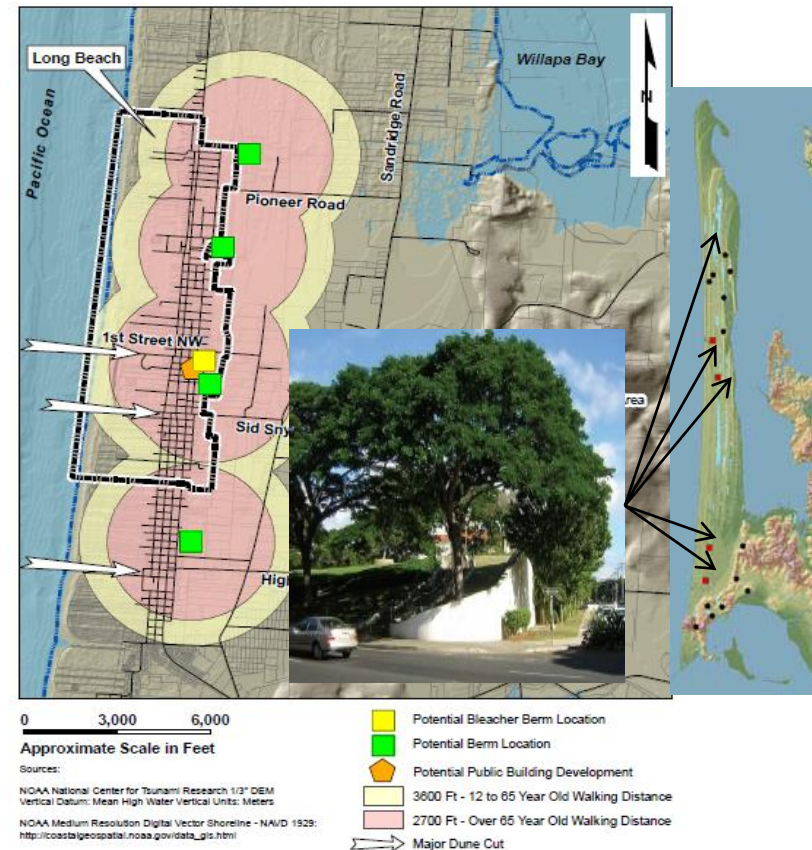 Long Beach
Willapa Bay
N
Pacific Ocean
Sandridge Road
Pioneer Road
1st Street NW
Sid Sny
High
0 3,000 6,000
Approximate Scale in Feet
Sources:
NOAA National Center for Tsunami Research 1/3" DEM
Vertical Datum: Mean High Water Vertical Units: Meters
NOAA Medium Resolution Digital Vector Shoreline - NAVD 1929:
http://coastalgeospatial.noaa.gov/data_gis.html
Potential Bleacher Berm Location
Potential Berm Location
Potential Public Building Development
3600 Ft - 12 to 65 Year Old Walking Distance
2700 Ft - Over 65 Year Old Walking Distance
Major Dune Cut